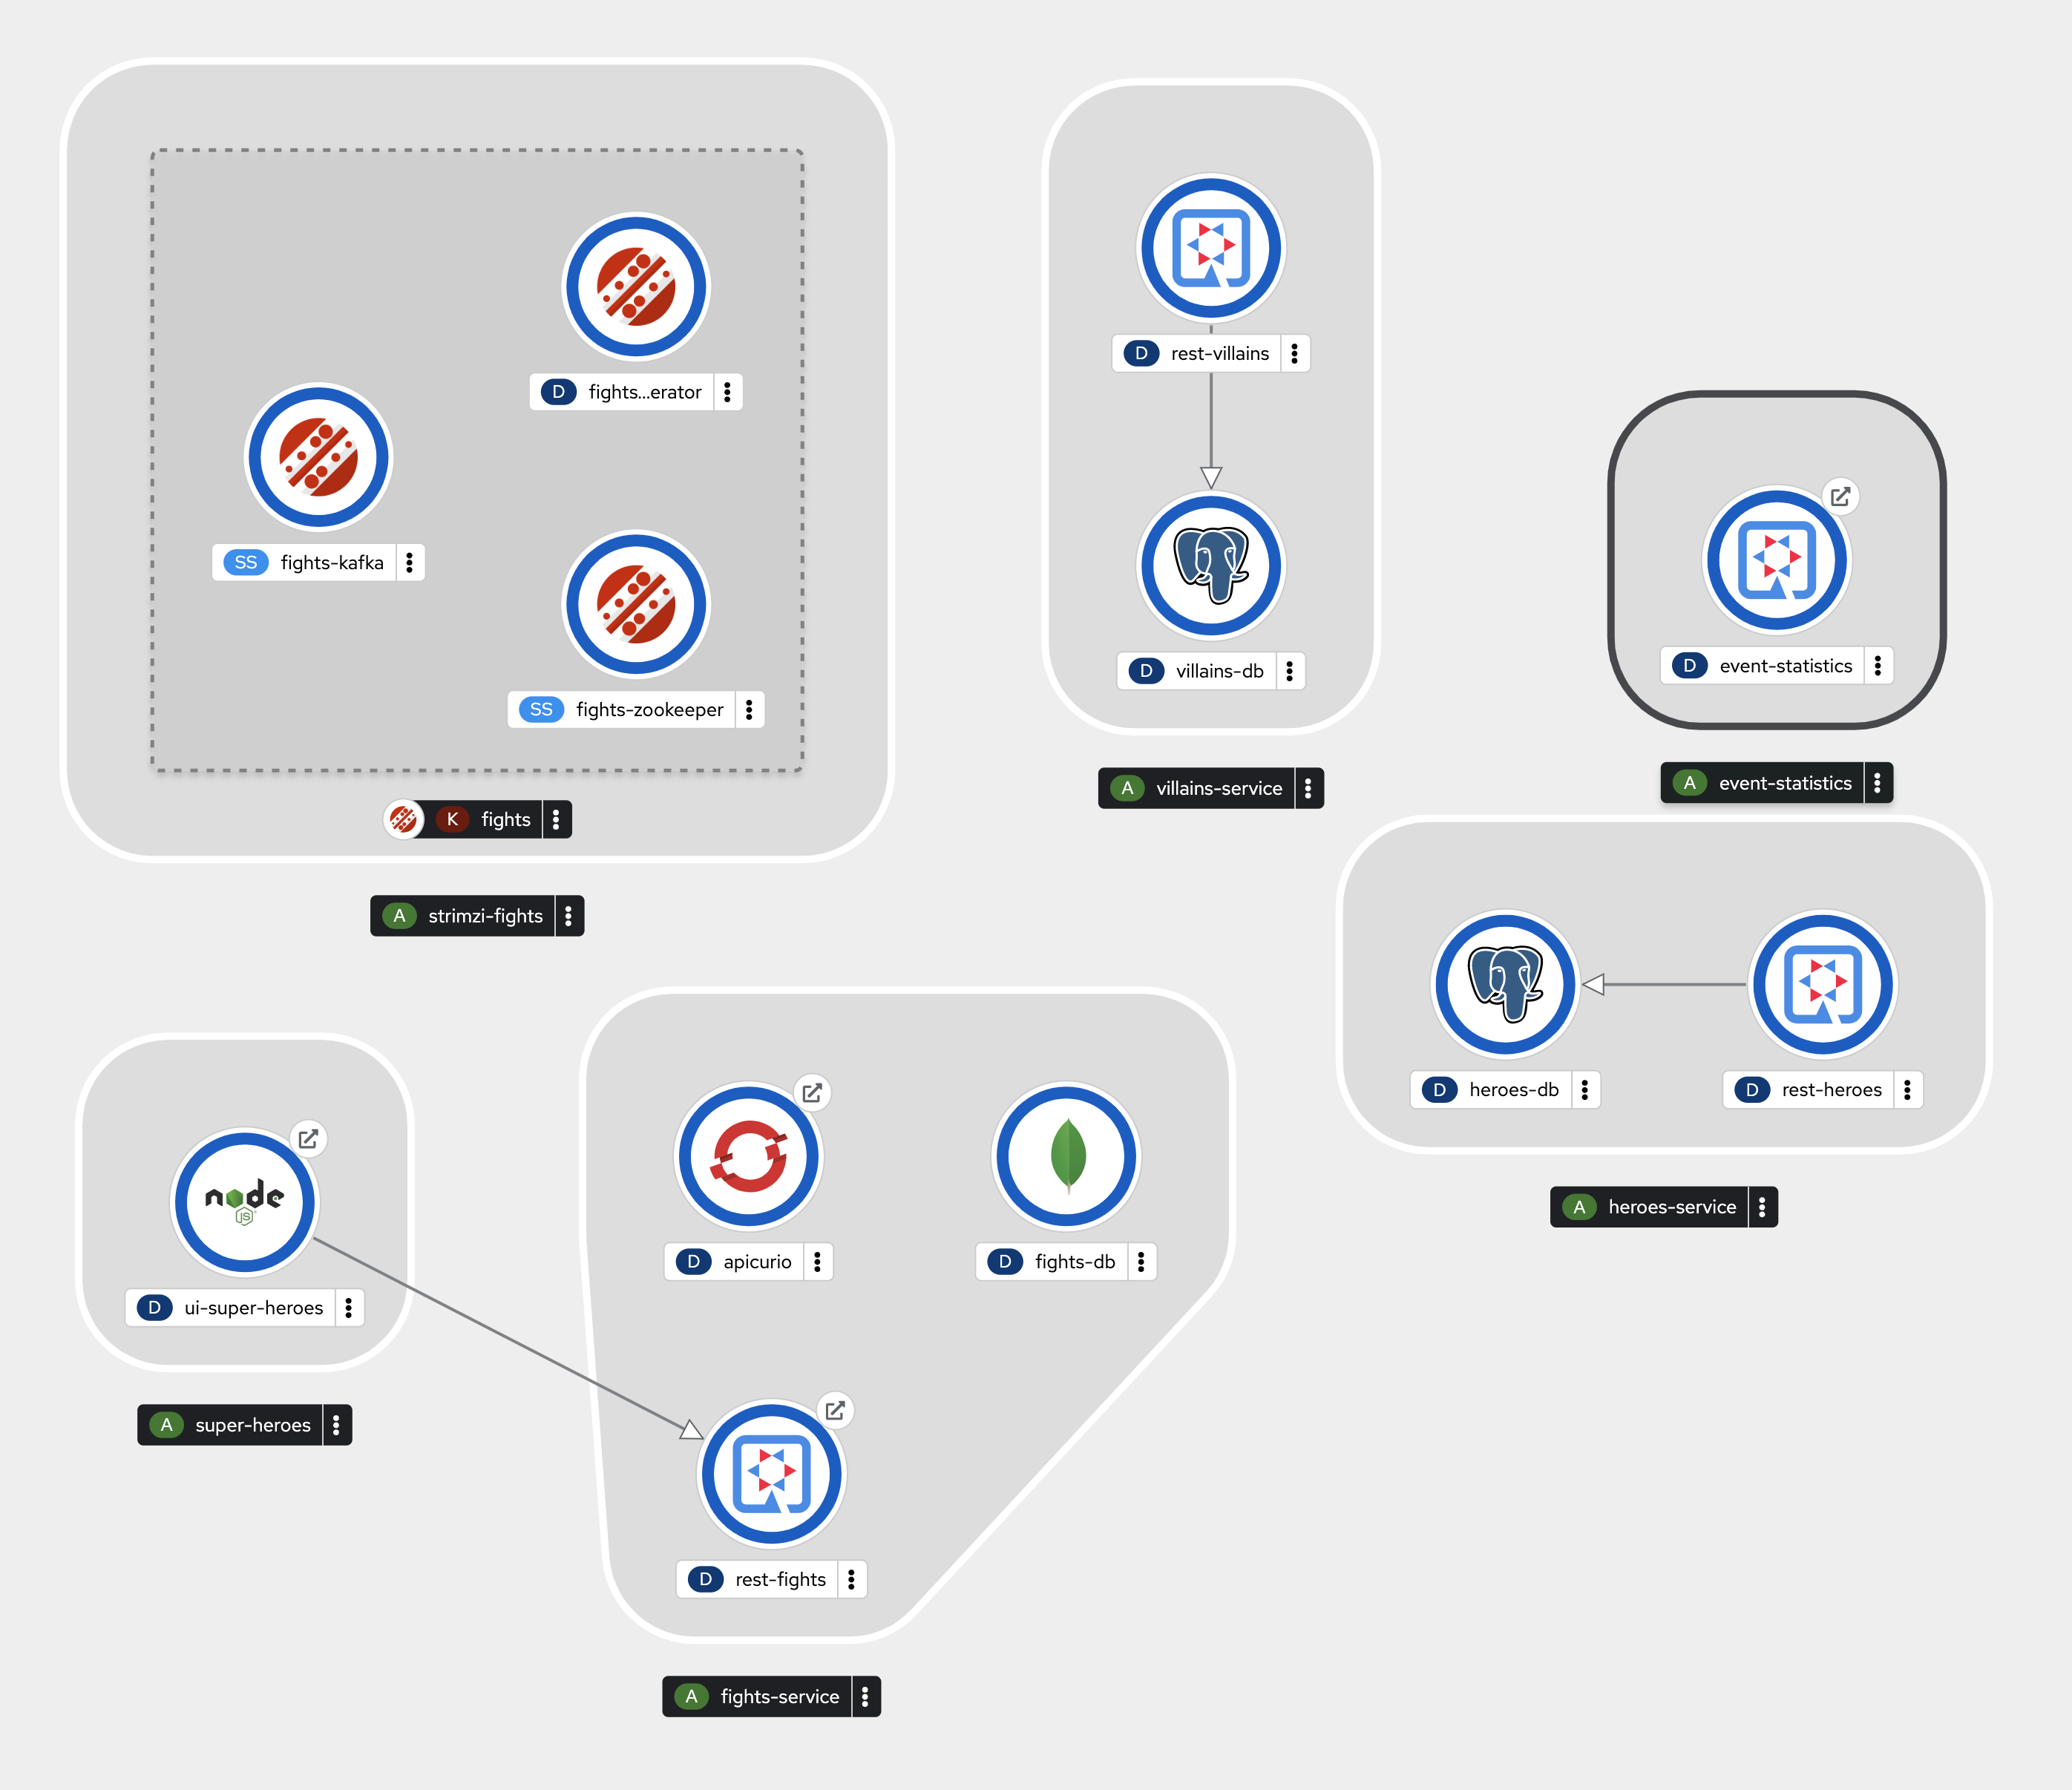 D fights...erator
SS fights-kafka
SS fights-zookeeper
K fights
A strimzi-fights
D rest-villains
D villains-db
A villains-service
D event-statistics
A event-statistics
D heroes-db
D rest-heroes
A heroes-service
node
JS
D ui-super-heroes
A super-heroes
D apicurio
D fights-db
D rest-fights
A fights-service